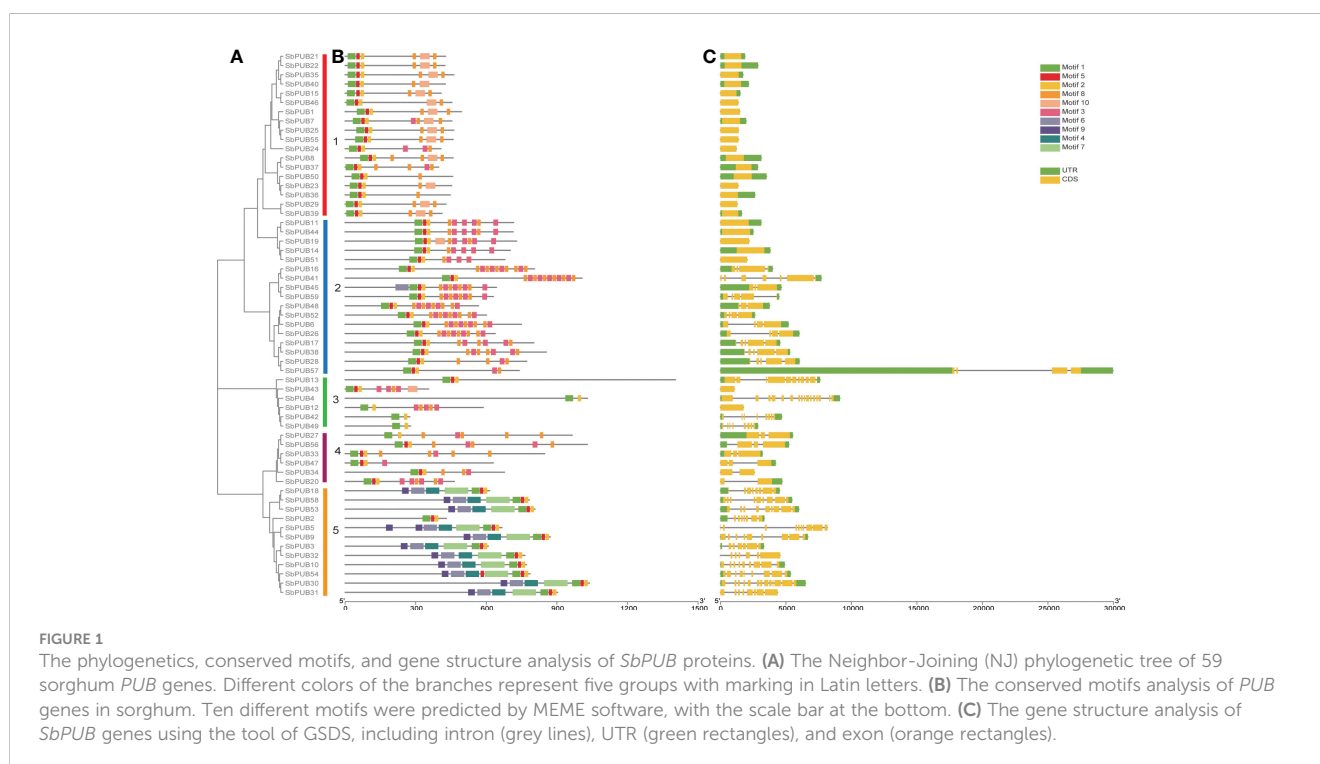 A B C
SbPUB21
SbPUB22
SbPUB35
SbPUB40
SbPUB15
SbPUB46
SbPUB1
SbPUB7
SbPUB25
SbPUB55
SbPUB24
SbPUB8
SbPUB37
SbPUB50
SbPUB23
SbPUB36
SbPUB29
SbPUB39
1
SbPUB11
SbPUB44
SbPUB19
SbPUB14
SbPUB51
SbPUB16
SbPUB41
SbPUB45
SbPUB59
SbPUB48
SbPUB52
SbPUB6
SbPUB26
SbPUB17
SbPUB38
SbPUB28
SbPUB57
2
SbPUB13
SbPUB43
SbPUB4
SbPUB12
SbPUB42
SbPUB49
3
SbPUB27
SbPUB56
SbPUB33
SbPUB47
SbPUB34
SbPUB20
4
SbPUB18
SbPUB58
SbPUB53
SbPUB2
SbPUB5
SbPUB9
SbPUB3
SbPUB32
SbPUB10
SbPUB54
SbPUB30
SbPUB31
5
5' 3'
0 300 600 900 1200 1500
5' 3'
0 5000 10000 15000 20000 25000 30000
Motif 1
Motif 5
Motif 2
Motif 8
Motif 10
Motif 3
Motif 6
Motif 9
Motif 4
Motif 7
UTR
CDS
FIGURE 1
The phylogenetics, conserved motifs, and gene structure analysis of SbPUB proteins. (A) The Neighbor-Joining (NJ) phylogenetic tree of 59
sorghum PUB genes. Different colors of the branches represent five groups with marking in Latin letters. (B) The conserved motifs analysis of PUB
genes in sorghum. Ten different motifs were predicted by MEME software, with the scale bar at the bottom. (C) The gene structure analysis of
SbPUB genes using the tool of GSDS, including intron (grey lines), UTR (green rectangles), and exon (orange rectangles).